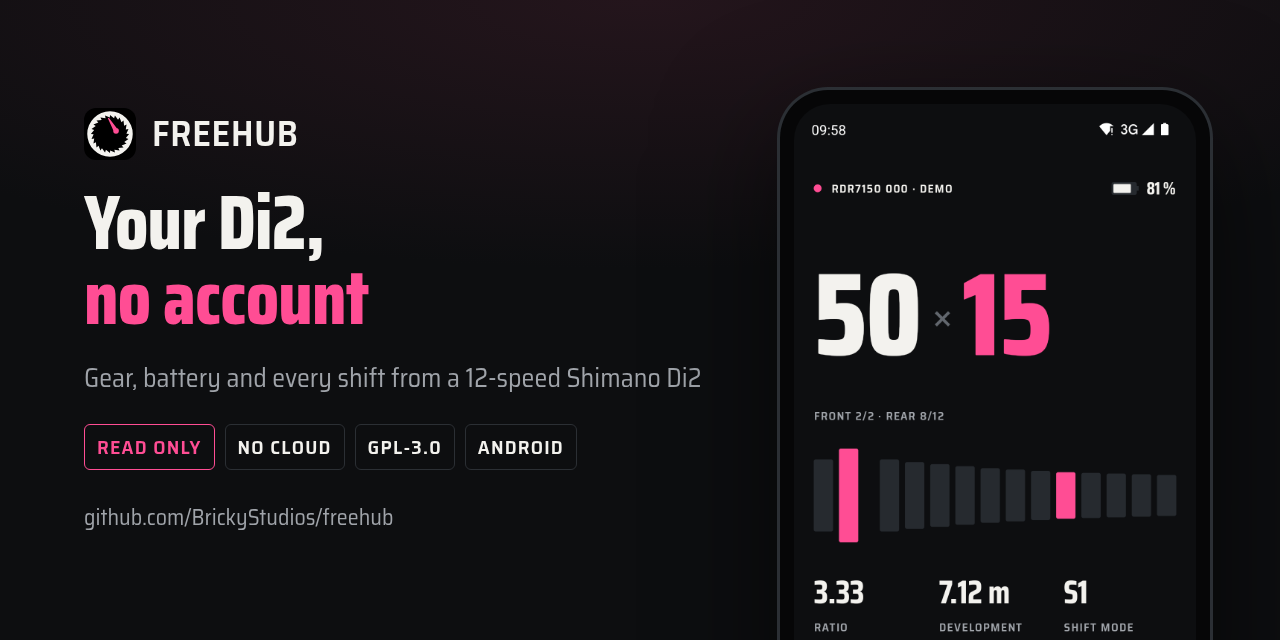 FREEHUB
Your Di2,
no account
Gear, battery and every shift from a 12-speed Shimano Di2
READ ONLY
NO CLOUD
GPL-3.0
ANDROID
github.com/BrickyStudios/freehub
09:58
3G
RDR7150 000 · DEMO
81 %
50 × 15
FRONT 2/2 · REAR 8/12
3.33
7.12 m
S1
RATIO
DEVELOPMENT
SHIFT MODE